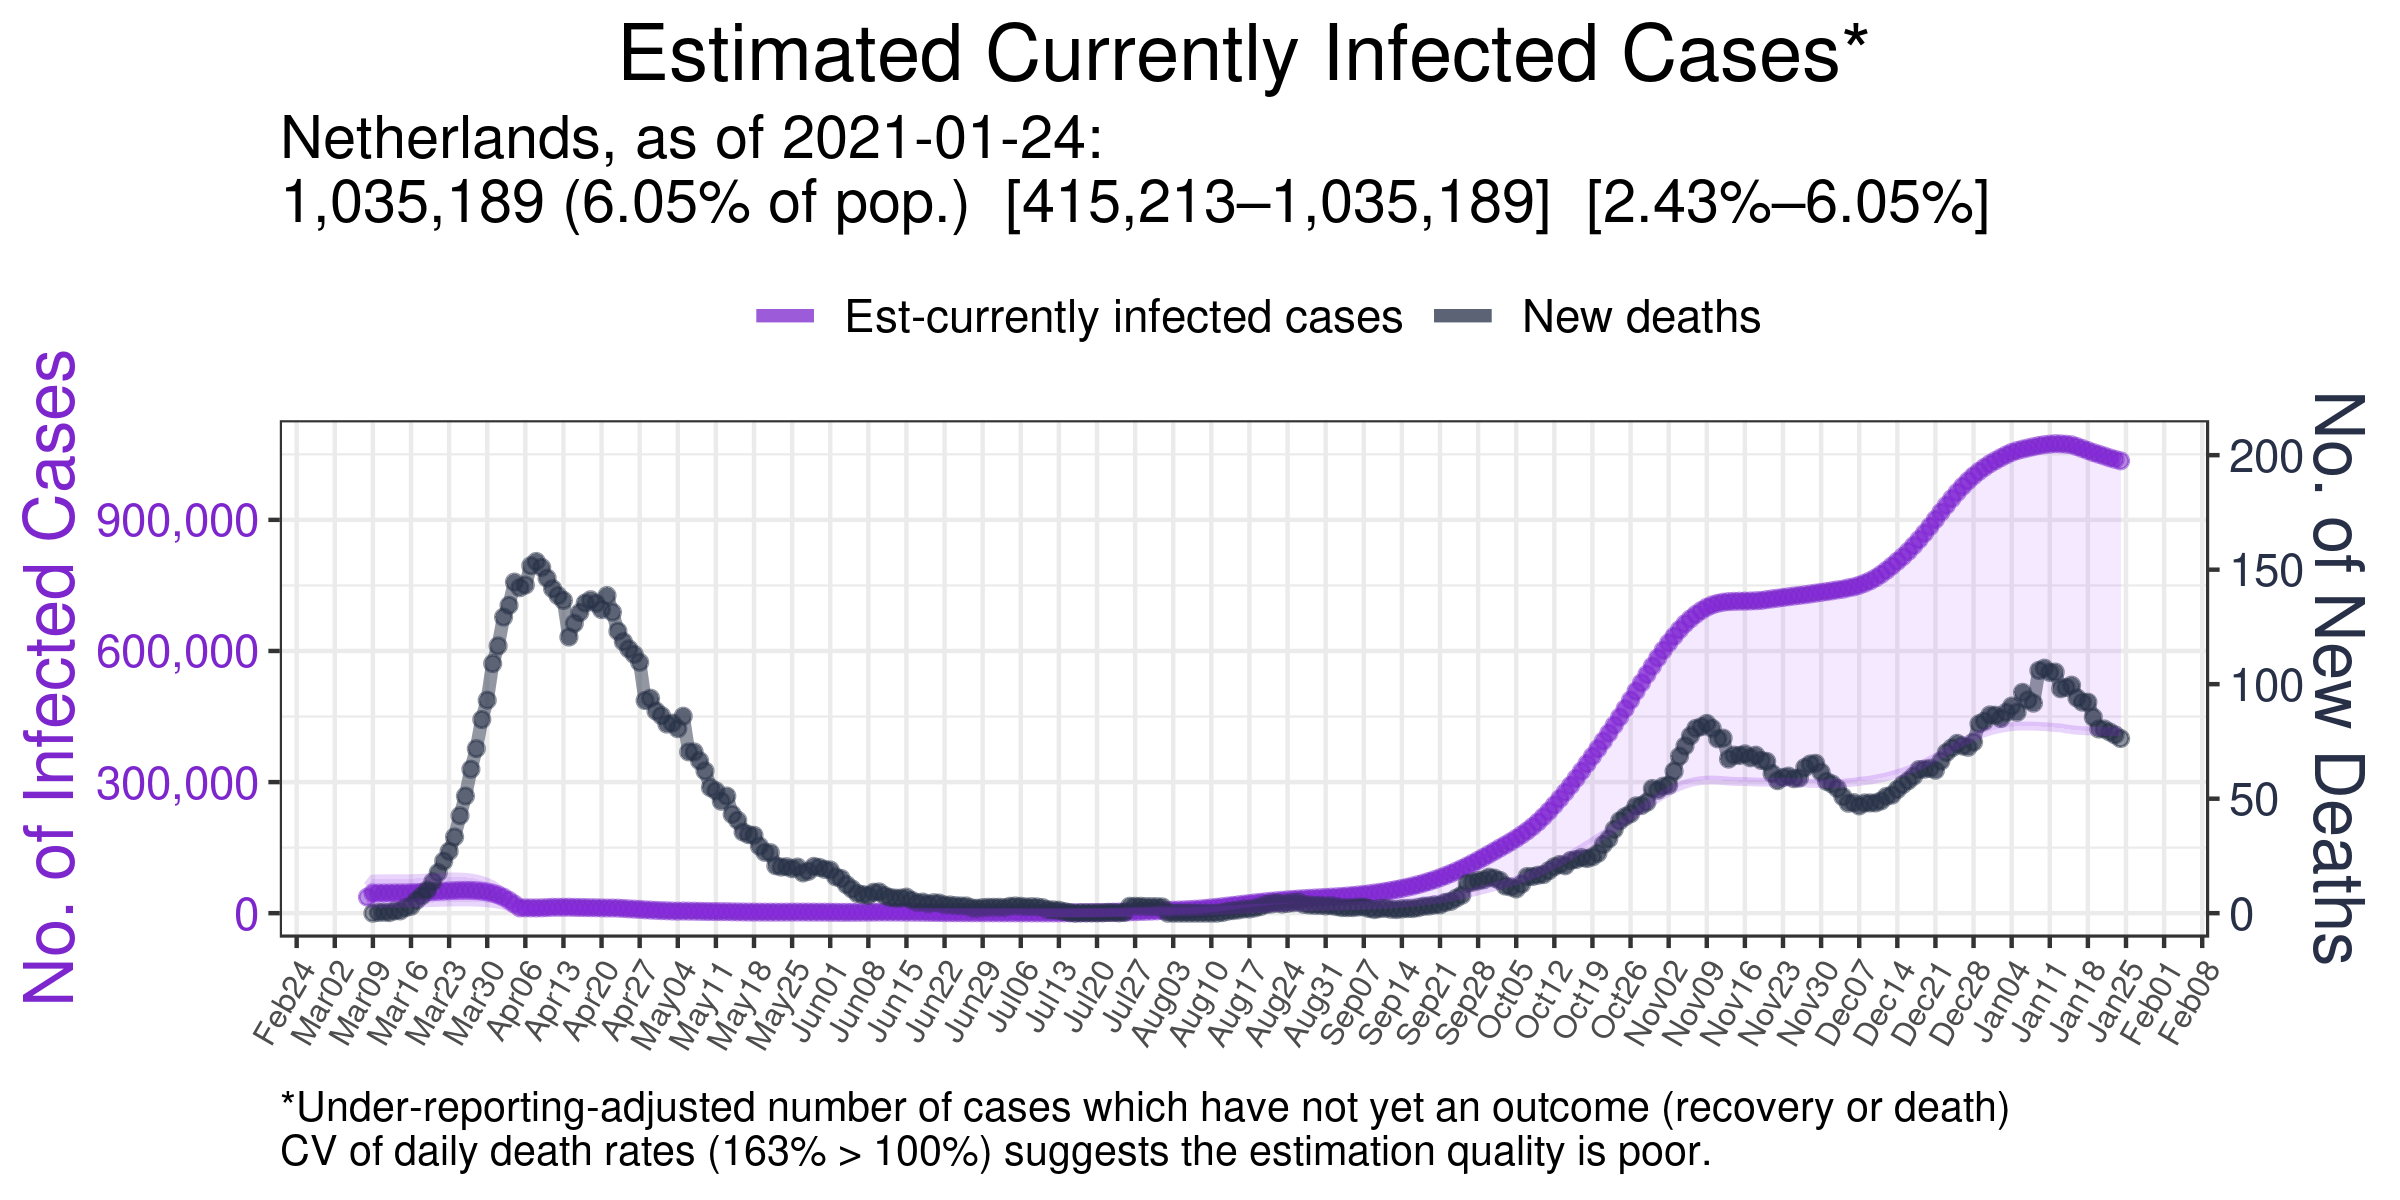 Estimated Currently Infected Cases*
Netherlands, as of 2021-01-24:
1,035,189 (6.05% of pop.) [415,213–1,035,189] [2.43%–6.05%]
Est-currently infected cases
New deaths
No. of Infected Cases
900,000
600,000
300,000
0
200
150
100
50
0
No. of New Deaths
Feb24
Mar02
Mar09
Mar16
Mar23
Mar30
Apr06
Apr13
Apr20
Apr27
May04
May11
May18
May25
Jun01
Jun08
Jun15
Jun22
Jun29
Jul06
Jul13
Jul20
Jul27
Aug03
Aug10
Aug17
Aug24
Aug31
Sep07
Sep14
Sep21
Sep28
Oct05
Oct12
Oct19
Oct26
Nov02
Nov09
Nov16
Nov23
Nov30
Dec07
Dec14
Dec21
Dec28
Jan04
Jan11
Jan18
Jan25
Feb01
Feb08
*Under-reporting-adjusted number of cases which have not yet an outcome (recovery or death)
CV of daily death rates (163% > 100%) suggests the estimation quality is poor.